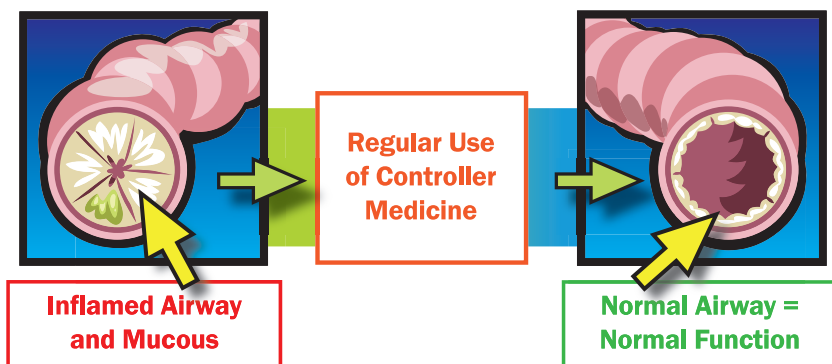 Regular Use
of Controller
Medicine
Inflamed Airway
and Mucous
Normal Airway =
Normal Function